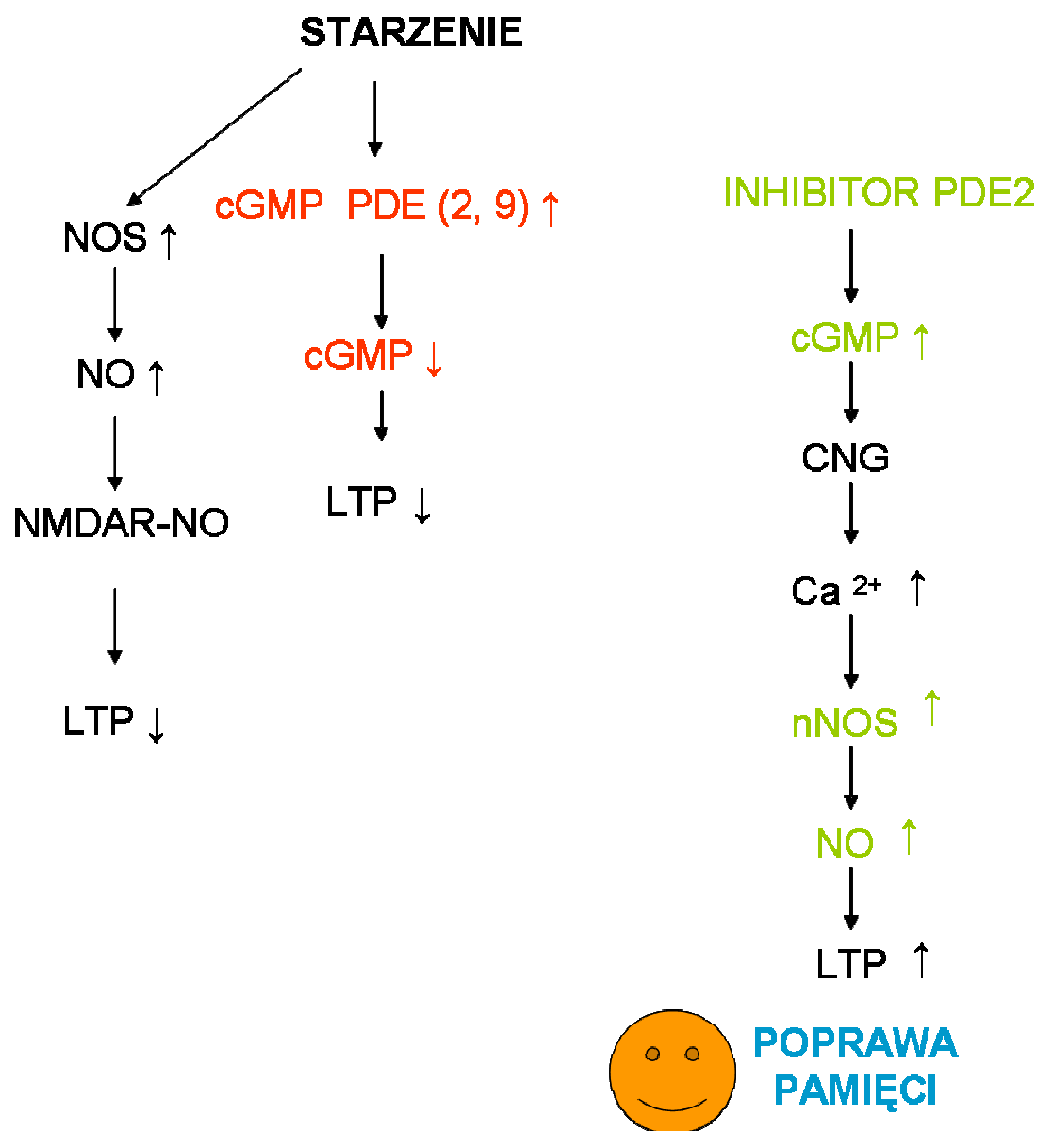 STARZENIE
NOS ↑
NO ↑
NMDAR-NO
LTP ↓
cGMP PDE (2, 9) ↑
cGMP ↓
LTP ↓
INHIBITOR PDE2
cGMP ↑
CNG
Ca ²⁺ ↑
nNOS ↑
NO ↑
LTP ↑
POPRAWA
PAMIĘCI